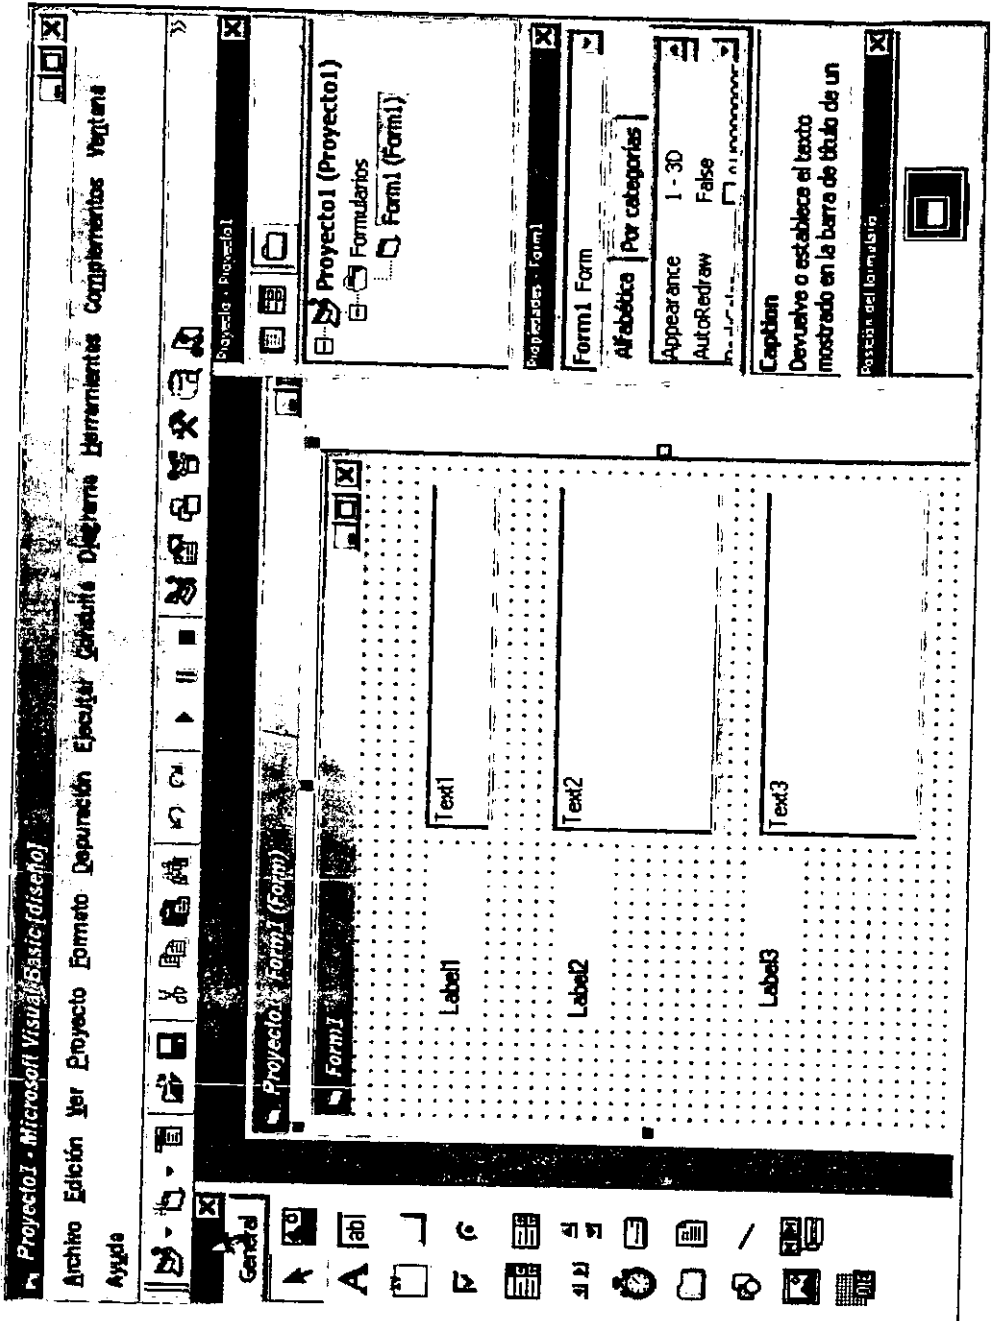 Proyecto1 - Microsoft Visual Basic [diseño]
Archivo Edición Ver Proyecto Formato Depuración Ejecutar Consulta Diagrama Herramientas Complementos Ventana
Ayuda
General
Proyecto1 - Form1 (Form)
Form1
Label1
Text1
Label2
Text2
Label3
Text3
Proyecto - Proyecto1
Proyecto1 (Proyecto1)
Formularios
Form1 (Form1)
Propiedades - Form1
Form1 Form
Alfabética Por categorías
Appearance 1 - 3D
AutoRedraw False
Caption
Devuelve o establece el texto
mostrado en la barra de título de un
Posición del formulario